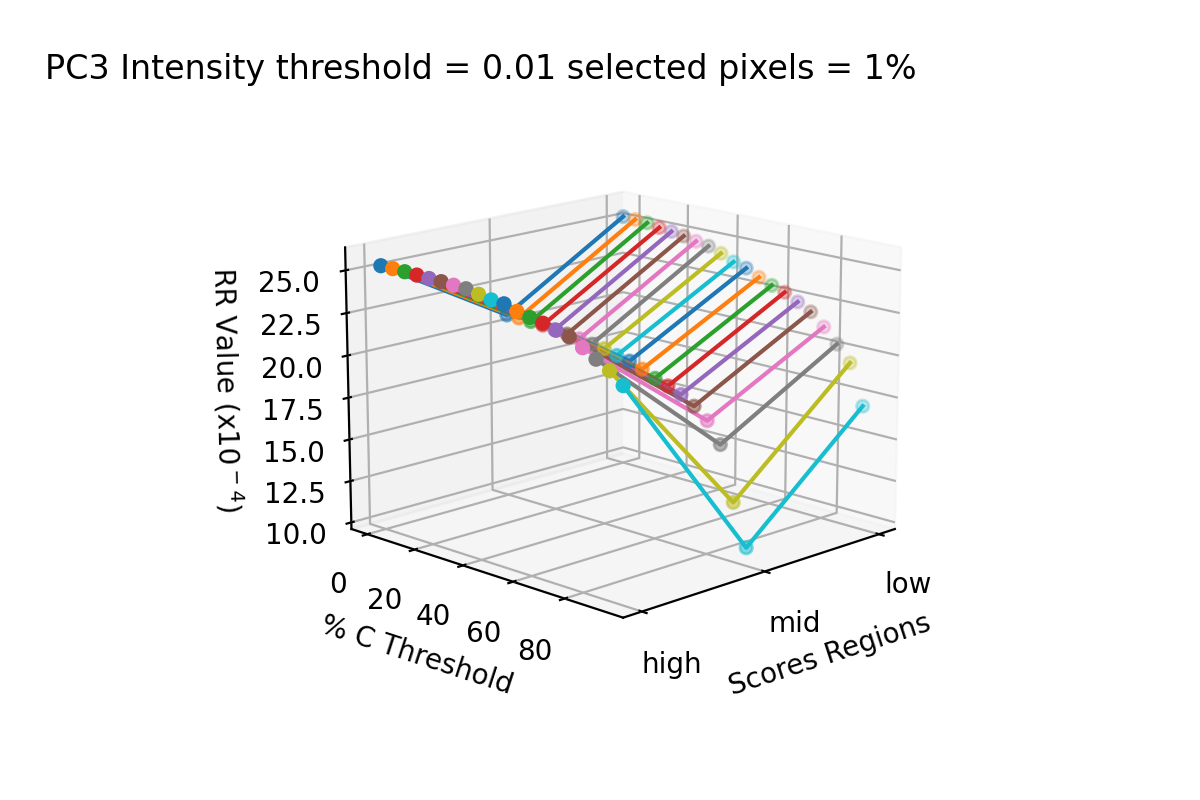 PC3 Intensity threshold = 0.01 selected pixels = 1%
RR Value (x10⁻⁴)
25.0
22.5
20.0
17.5
15.0
12.5
10.0
0
20
40
60
80
% C Threshold
high
mid
low
Scores Regions